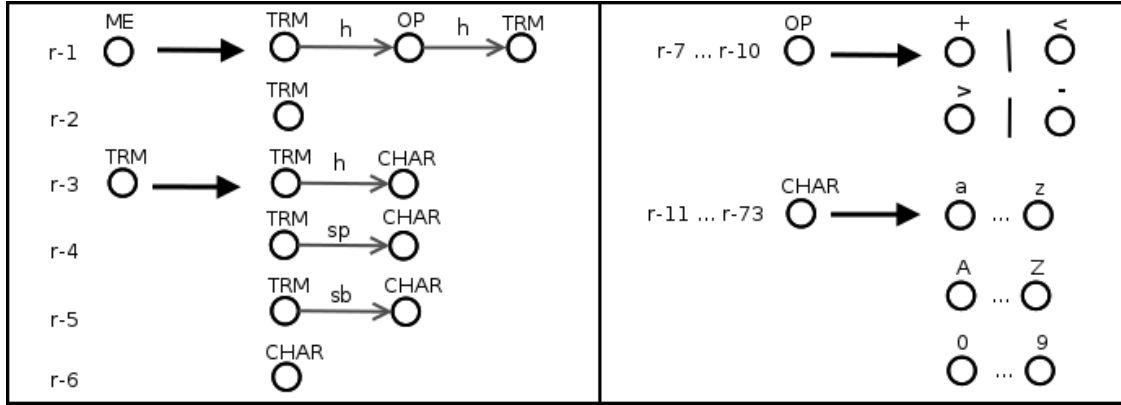 ME TRM h OP h TRM
r-1
TRM
r-2
TRM TRM h CHAR
r-3
TRM sp CHAR
r-4
TRM sb CHAR
r-5
CHAR
r-6
OP + | <
r-7 ... r-10
> | -
CHAR a ... z
r-11 ... r-73
A ... Z
0 ... 9